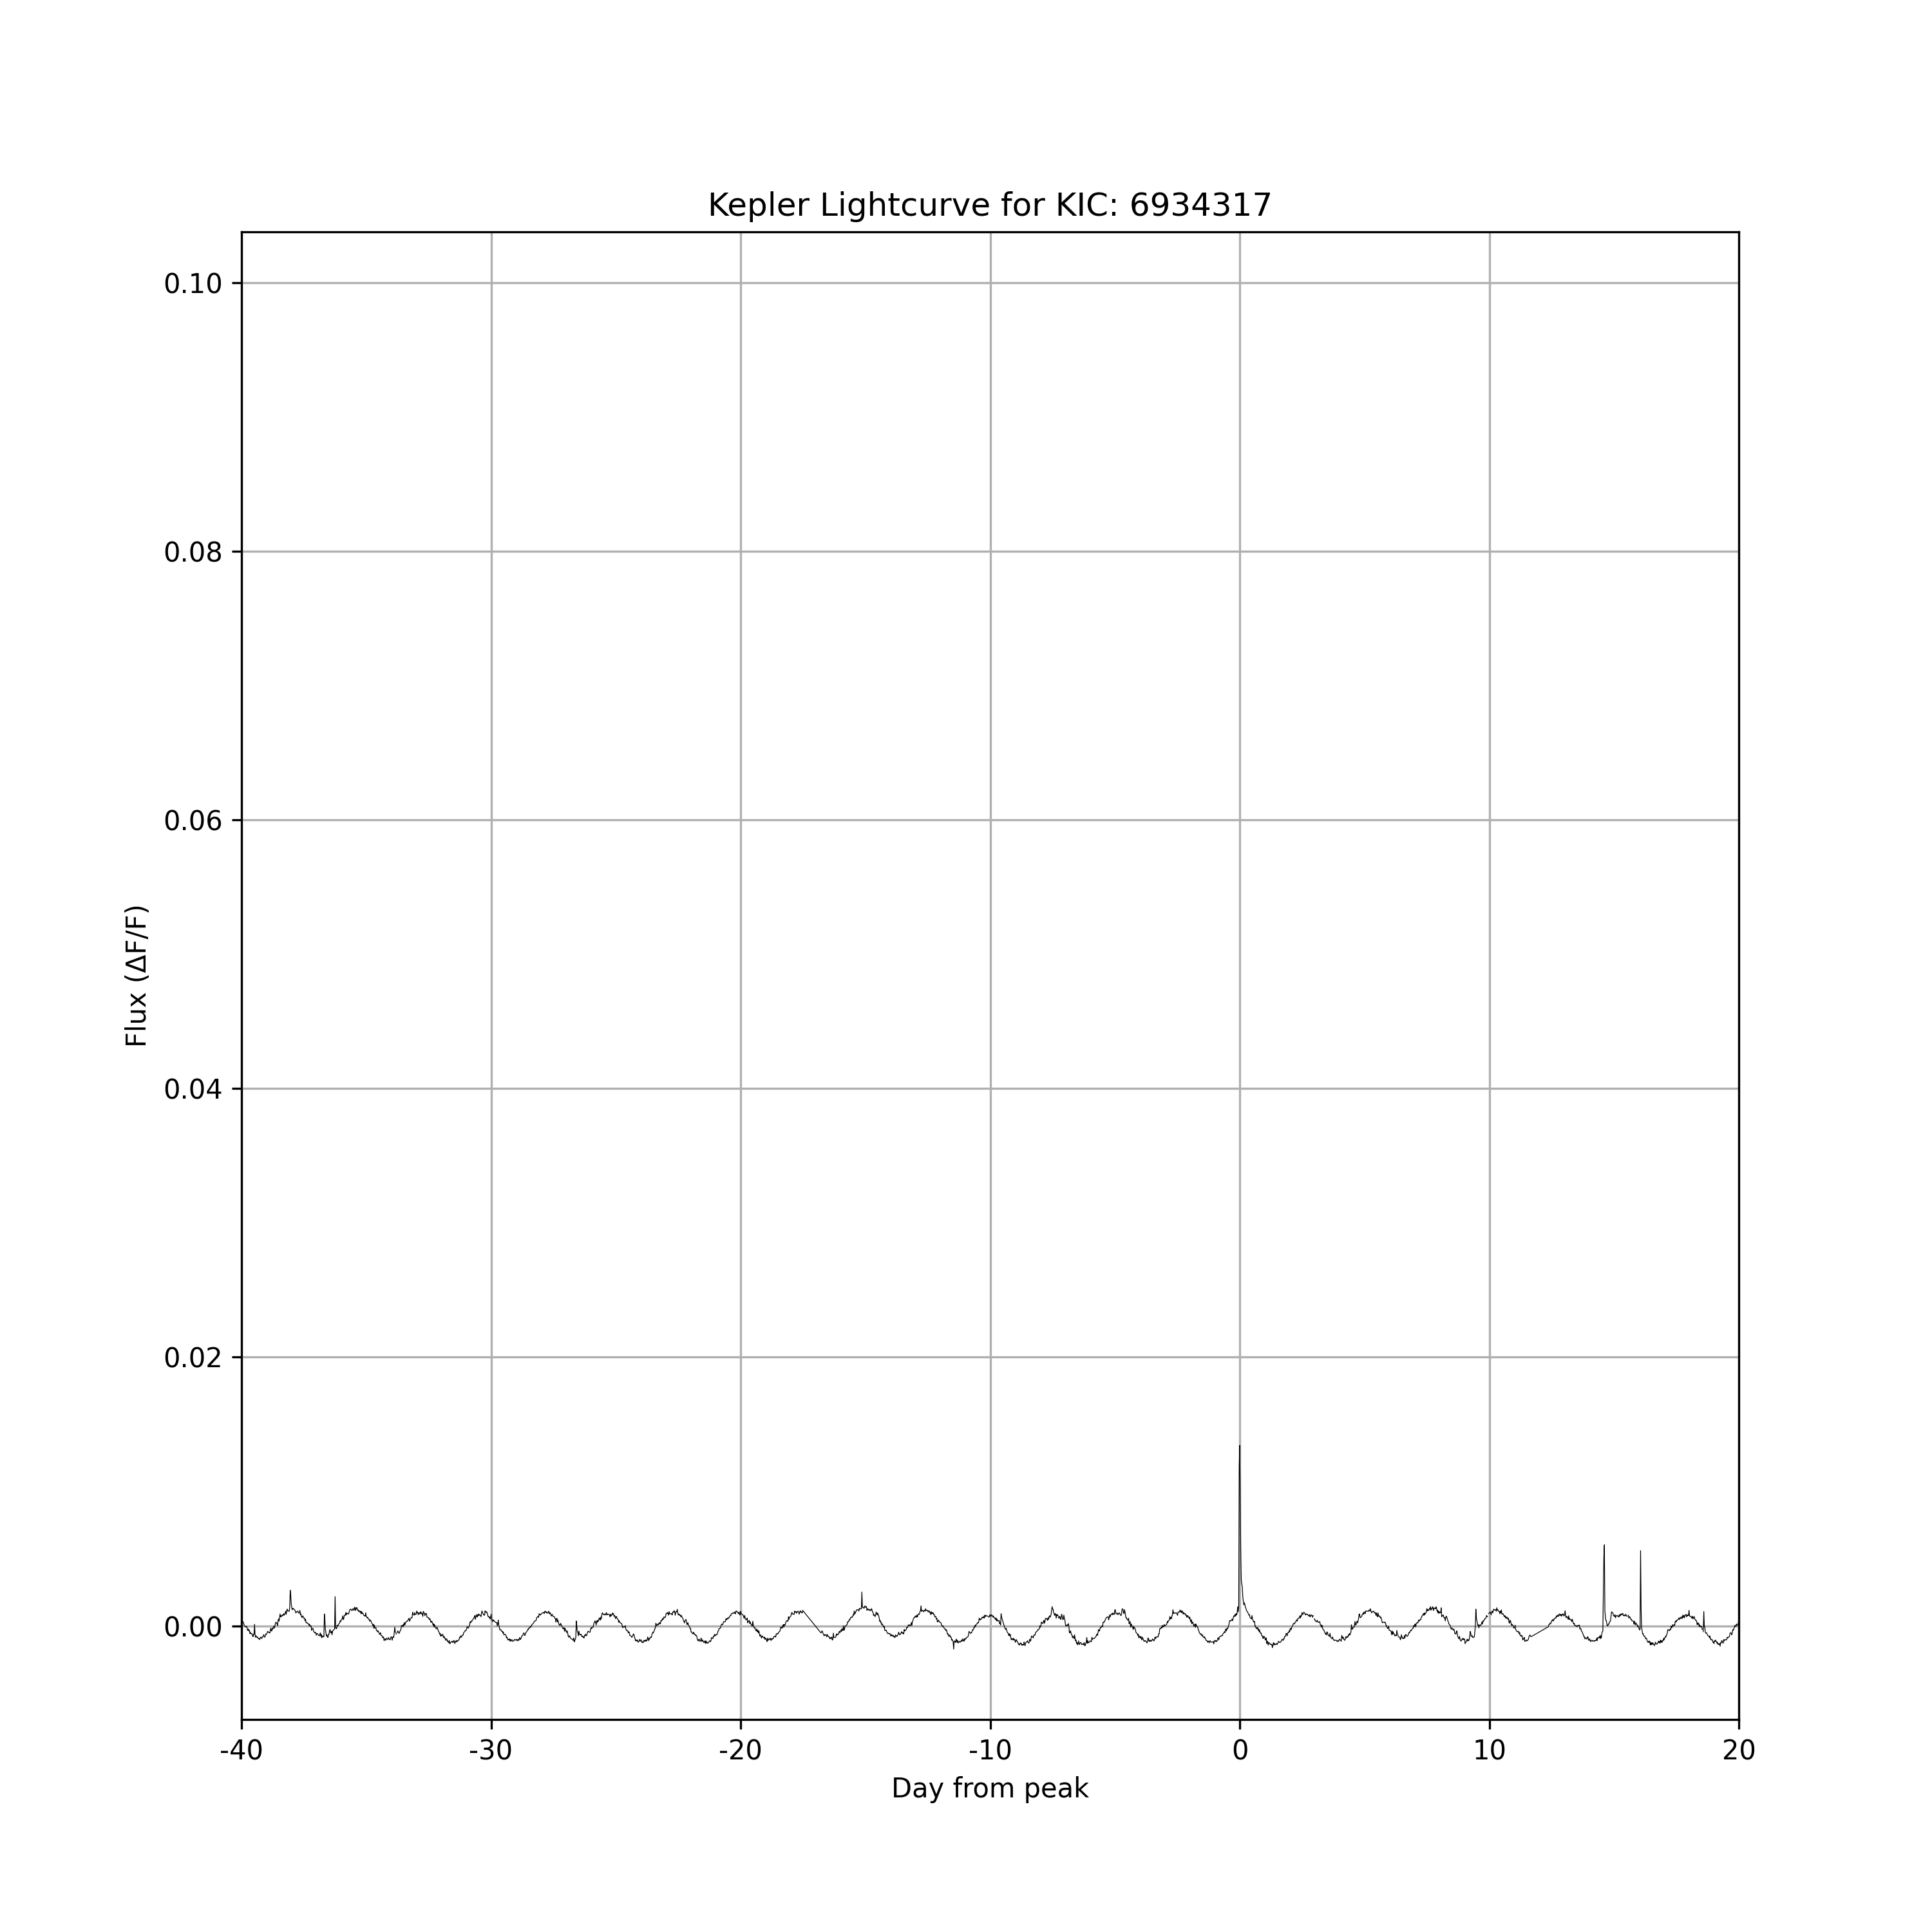 Kepler Lightcurve for KIC: 6934317
0.10
0.08
0.06
0.04
0.02
0.00
Flux (ΔF/F)
-40 -30 -20 -10 0 10 20
Day from peak